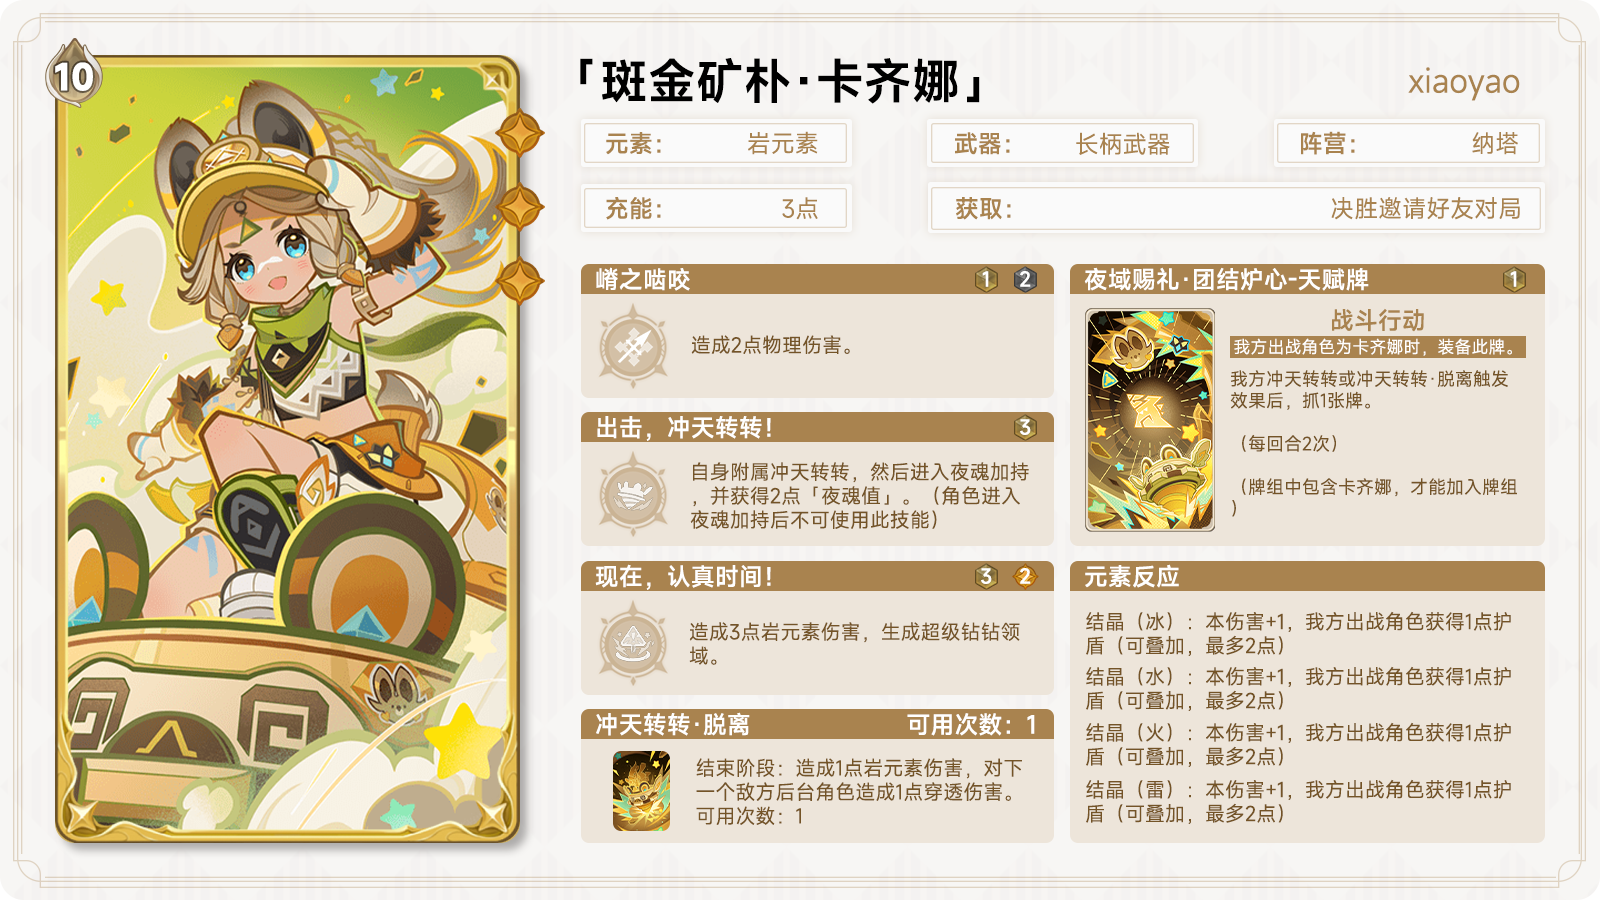 10
「斑金矿朴·卡齐娜」
xiaoyao
元素： 岩元素
武器： 长柄武器
阵营： 纳塔
充能： 3点
获取： 决胜邀请好友对局
嵴之啮咬 1 2
造成2点物理伤害。
出击，冲天转转！ 3
自身附属冲天转转，然后进入夜魂加持
，并获得2点「夜魂值」。（角色进入
夜魂加持后不可使用此技能）
现在，认真时间！ 3 2
造成3点岩元素伤害，生成超级钻钻领
域。
冲天转转·脱离 可用次数：1
结束阶段：造成1点岩元素伤害，对下
一个敌方后台角色造成1点穿透伤害。
可用次数：1
夜域赐礼·团结炉心-天赋牌 1
战斗行动
我方出战角色为卡齐娜时，装备此牌。
我方冲天转转或冲天转转·脱离触发
效果后，抓1张牌。
（每回合2次）
（牌组中包含卡齐娜，才能加入牌组
）
元素反应
结晶（冰）：本伤害+1，我方出战角色获得1点护
盾（可叠加，最多2点）
结晶（水）：本伤害+1，我方出战角色获得1点护
盾（可叠加，最多2点）
结晶（火）：本伤害+1，我方出战角色获得1点护
盾（可叠加，最多2点）
结晶（雷）：本伤害+1，我方出战角色获得1点护
盾（可叠加，最多2点）